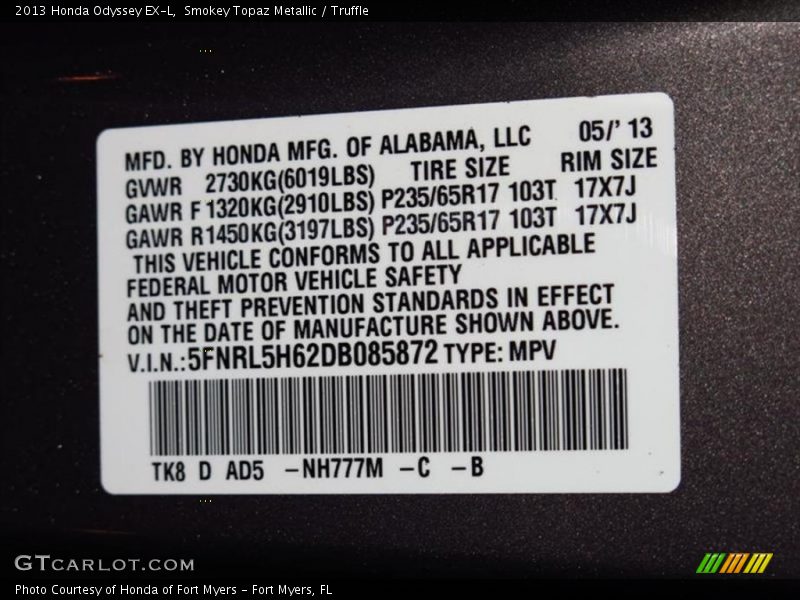 2013 Honda Odyssey EX-L, Smokey Topaz Metallic / Truffle
MFD. BY HONDA MFG. OF ALABAMA, LLC 05/' 13
GVWR 2730KG(6019LBS) TIRE SIZE RIM SIZE
GAWR F 1320KG(2910LBS) P235/65R17 103T 17X7J
GAWR R 1450KG(3197LBS) P235/65R17 103T 17X7J
THIS VEHICLE CONFORMS TO ALL APPLICABLE
FEDERAL MOTOR VEHICLE SAFETY
AND THEFT PREVENTION STANDARDS IN EFFECT
ON THE DATE OF MANUFACTURE SHOWN ABOVE.
V.I.N.:5FNRL5H62DB085872 TYPE: MPV
TK8 D AD5 -NH777M -C -B
GTCARLOT.COM
Photo Courtesy of Honda of Fort Myers - Fort Myers, FL